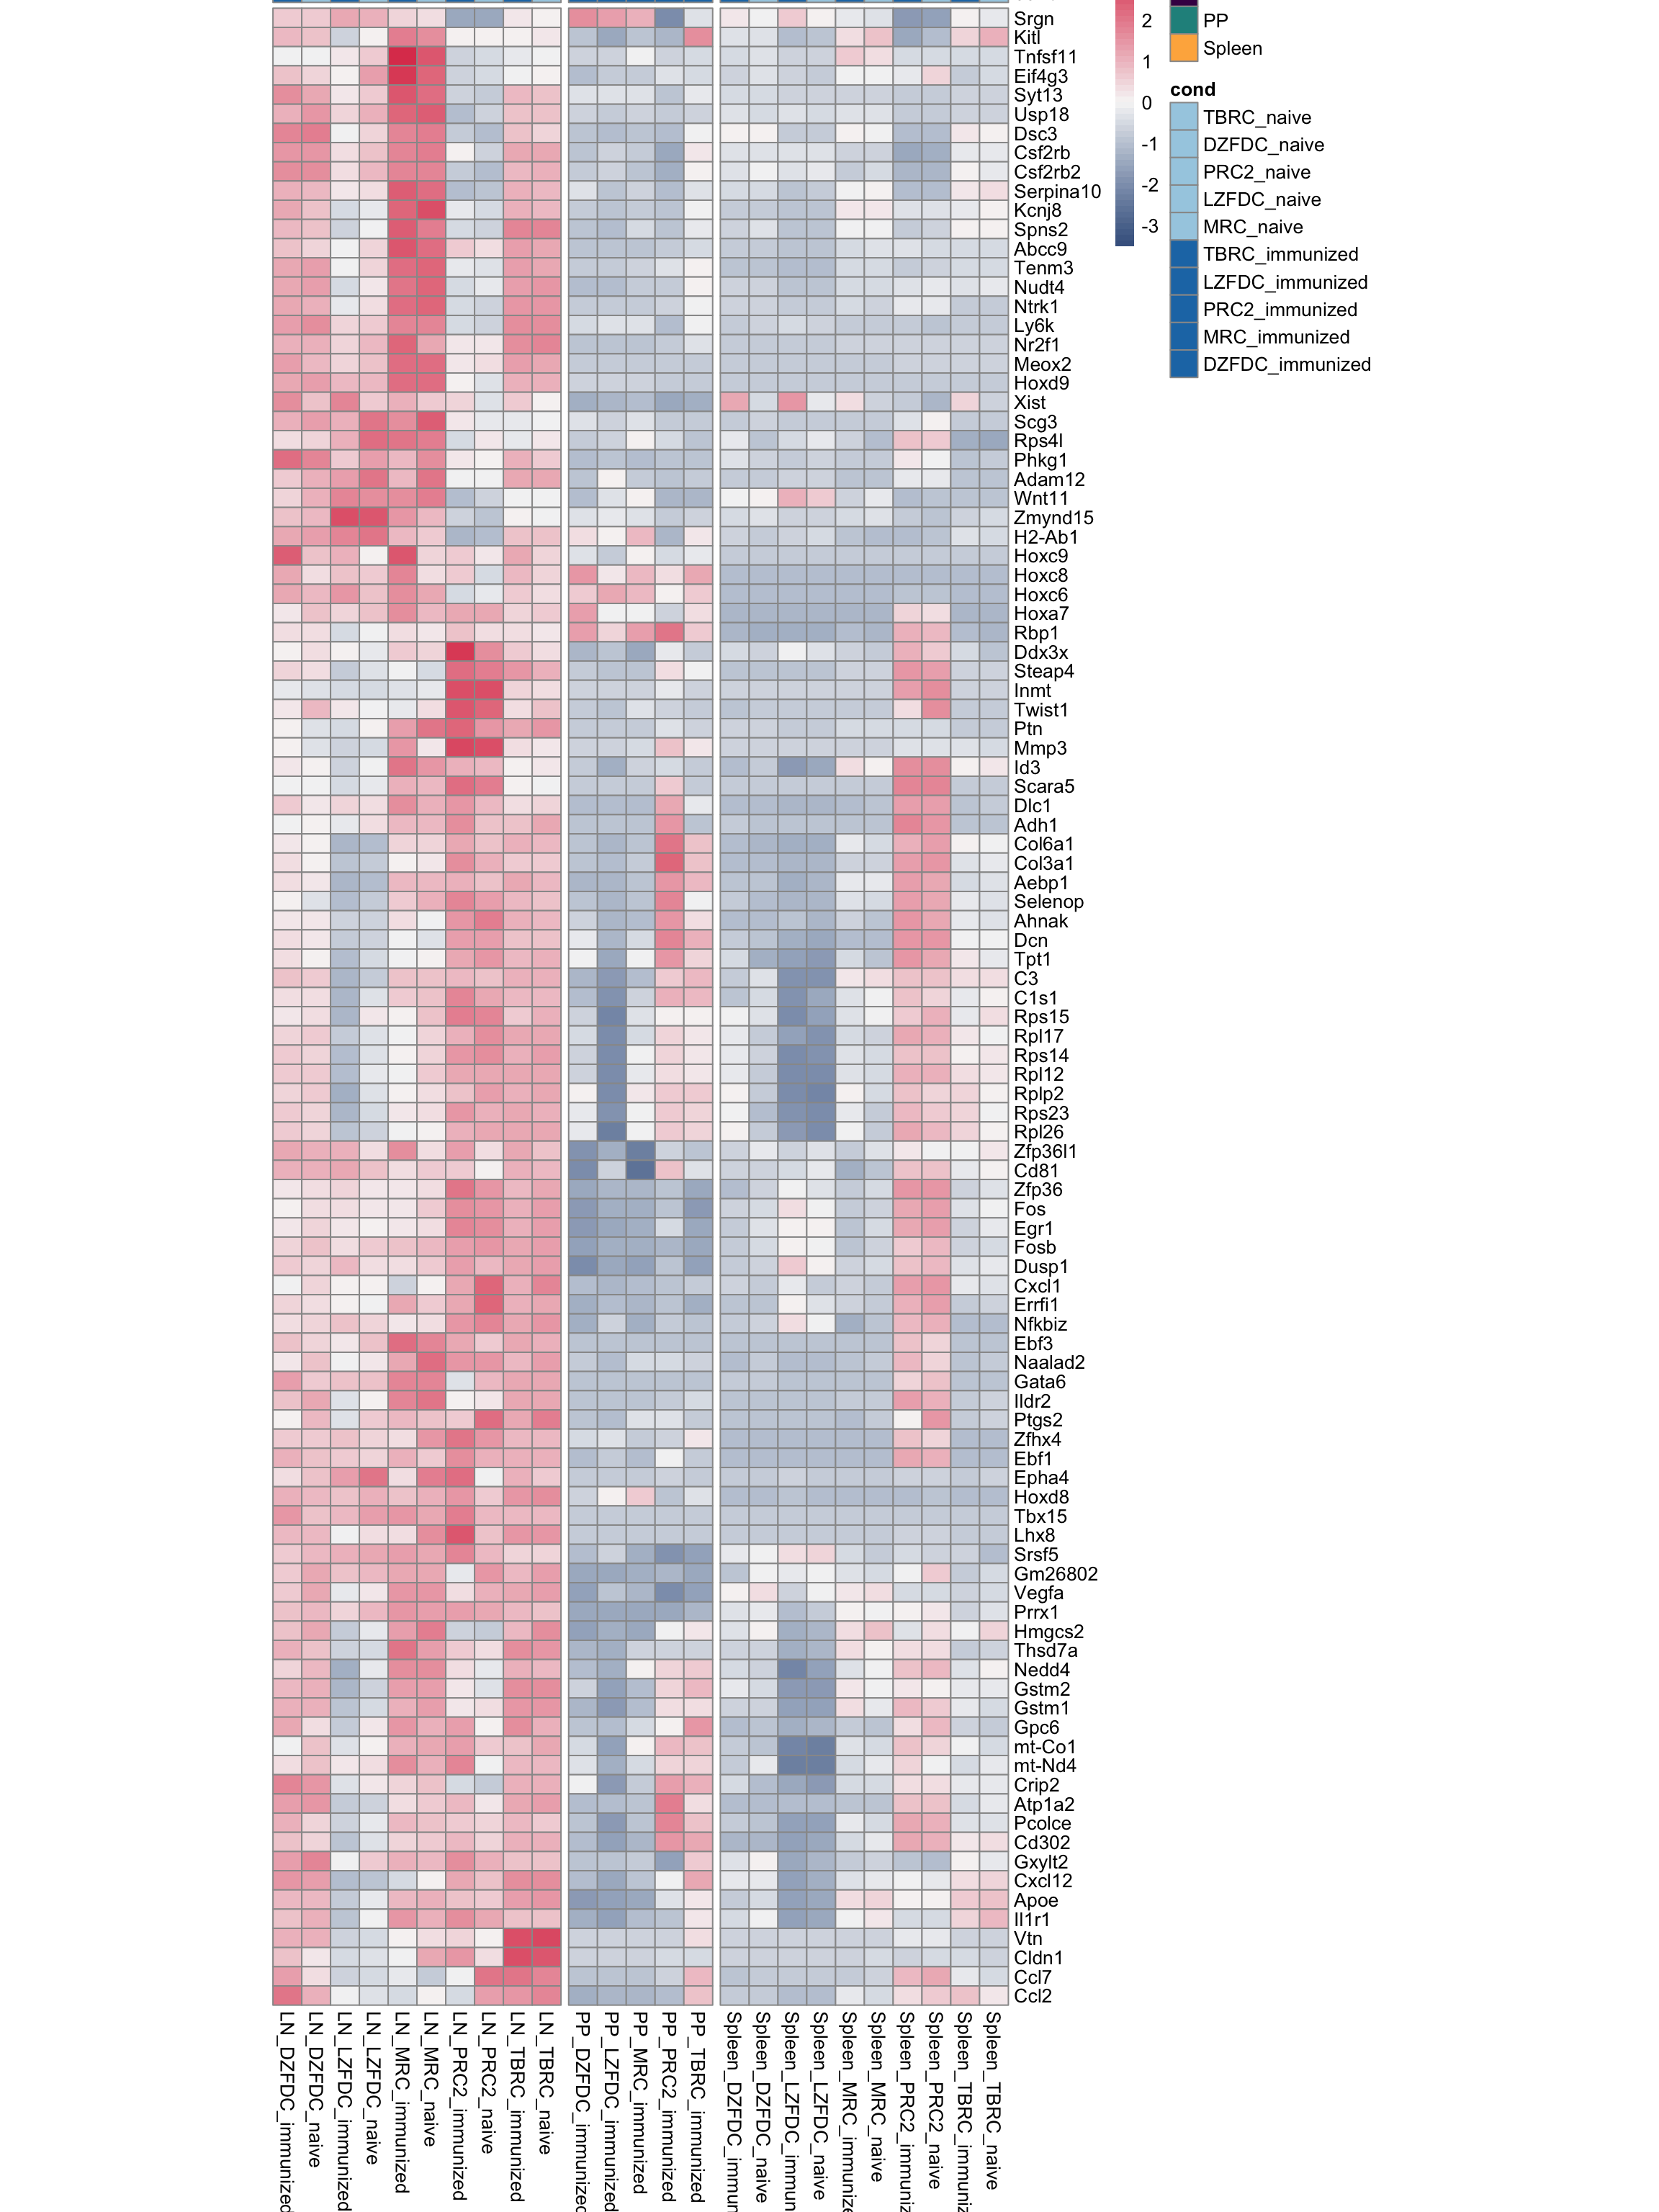 2
1
0
-1
-2
-3
PP
Spleen
cond
TBRC_naive
DZFDC_naive
PRC2_naive
LZFDC_naive
MRC_naive
TBRC_immunized
LZFDC_immunized
PRC2_immunized
MRC_immunized
DZFDC_immunized
Srgn
Kitl
Tnfsf11
Eif4g3
Syt13
Usp18
Dsc3
Csf2rb
Csf2rb2
Serpina10
Kcnj8
Spns2
Abcc9
Tenm3
Nudt4
Ntrk1
Ly6k
Nr2f1
Meox2
Hoxd9
Xist
Scg3
Rps4l
Phkg1
Adam12
Wnt11
Zmynd15
H2-Ab1
Hoxc9
Hoxc8
Hoxc6
Hoxa7
Rbp1
Ddx3x
Steap4
Inmt
Twist1
Ptn
Mmp3
Id3
Scara5
Dlc1
Adh1
Col6a1
Col3a1
Aebp1
Selenop
Ahnak
Dcn
Tpt1
C3
C1s1
Rps15
Rpl17
Rps14
Rpl12
Rplp2
Rps23
Rpl26
Zfp36l1
Cd81
Zfp36
Fos
Egr1
Fosb
Dusp1
Cxcl1
Errfi1
Nfkbiz
Ebf3
Naalad2
Gata6
Ildr2
Ptgs2
Zfhx4
Ebf1
Epha4
Hoxd8
Tbx15
Lhx8
Srsf5
Gm26802
Vegfa
Prrx1
Hmgcs2
Thsd7a
Nedd4
Gstm2
Gstm1
Gpc6
mt-Co1
mt-Nd4
Crip2
Atp1a2
Pcolce
Cd302
Gxylt2
Cxcl12
Apoe
Il1r1
Vtn
Cldn1
Ccl7
Ccl2
LN_DZFDC_immunized
LN_DZFDC_naive
LN_LZFDC_immunized
LN_LZFDC_naive
LN_MRC_immunized
LN_MRC_naive
LN_PRC2_immunized
LN_PRC2_naive
LN_TBRC_immunized
LN_TBRC_naive
PP_DZFDC_immunized
PP_LZFDC_immunized
PP_MRC_immunized
PP_PRC2_immunized
PP_TBRC_immunized
Spleen_DZFDC_immun
Spleen_DZFDC_naive
Spleen_LZFDC_immun
Spleen_LZFDC_naive
Spleen_MRC_immunize
Spleen_MRC_naive
Spleen_PRC2_immuniz
Spleen_PRC2_naive
Spleen_TBRC_immuniz
Spleen_TBRC_naive